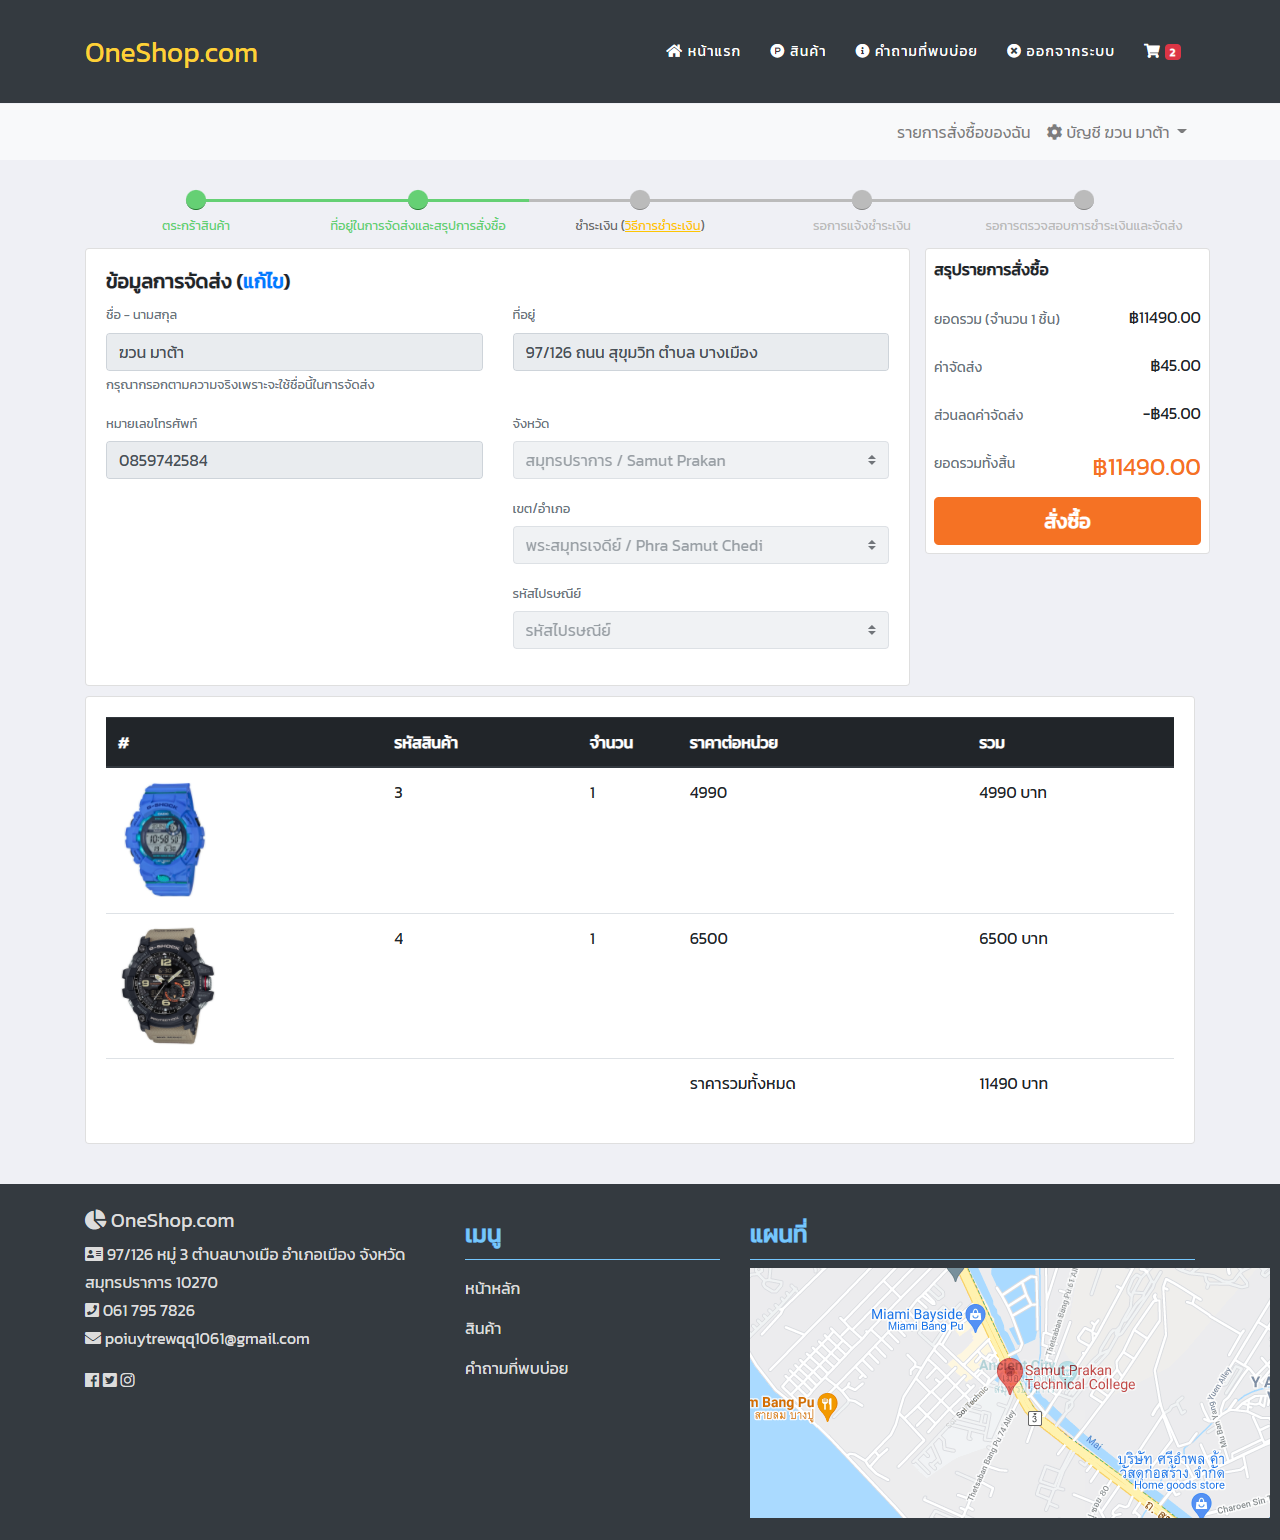 OneShop.com
หน้าแรก
สินค้า
คำถามที่พบบ่อย
ออกจากระบบ
2
รายการสั่งซื้อของฉัน
บัญชี ฆวน มาต้า
ตระกร้าสินค้า
ที่อยู่ในการจัดส่งและสรุปการสั่งซื้อ
ชำระเงิน (วิธีการชำระเงิน)
รอการแจ้งชำระเงิน
รอการตรวจสอบการชำระเงินและจัดส่ง
ข้อมูลการจัดส่ง (แก้ไข)
ชื่อ - นามสกุล
ที่อยู่
ฆวน มาต้า
97/126 ถนน สุขุมวิท ตำบล บางเมือง
กรุณากรอกตามความจริงเพราะจะใช้ชื่อนี้ในการจัดส่ง
หมายเลขโทรศัพท์
จังหวัด
0859742584
สมุทรปราการ / Samut Prakan
เขต/อำเภอ
พระสมุทรเจดีย์ / Phra Samut Chedi
รหัสไปรษณีย์
รหัสไปรษณีย์
สรุปรายการสั่งซื้อ
ยอดรวม (จำนวน 1 ชิ้น) ฿11490.00
ค่าจัดส่ง ฿45.00
ส่วนลดค่าจัดส่ง -฿45.00
ยอดรวมทั้งสิ้น ฿11490.00
สั่งซื้อ
# รหัสสินค้า จำนวน ราคาต่อหน่วย รวม
3 1 4990 4990 บาท
4 1 6500 6500 บาท
ราคารวมทั้งหมด 11490 บาท
OneShop.com
97/126 หมู่ 3 ตำบลบางเมือ อำเภอเมือง จังหวัด
สมุทรปราการ 10270
061 795 7826
poiuytrewqq1061@gmail.com
เมนู
หน้าหลัก
สินค้า
คำถามที่พบบ่อย
แผนที่
Miami Bayside
Miami Bang Pu
Thetsaban Bang Pu 61 Al
Ancient City
Samut Prakan
Technical College
m Bang Pu
สายลม บางปู
Soi Technic
Thetsaban Bang Pu 74 Alley
3
Mai
Yuen Alley
Mu Ban Yang
Y A
บริษัท ศรีอำพล ค้า
วัสดุก่อสร้าง จำกัด
Home goods store
ซอย 80
Charoen Sin